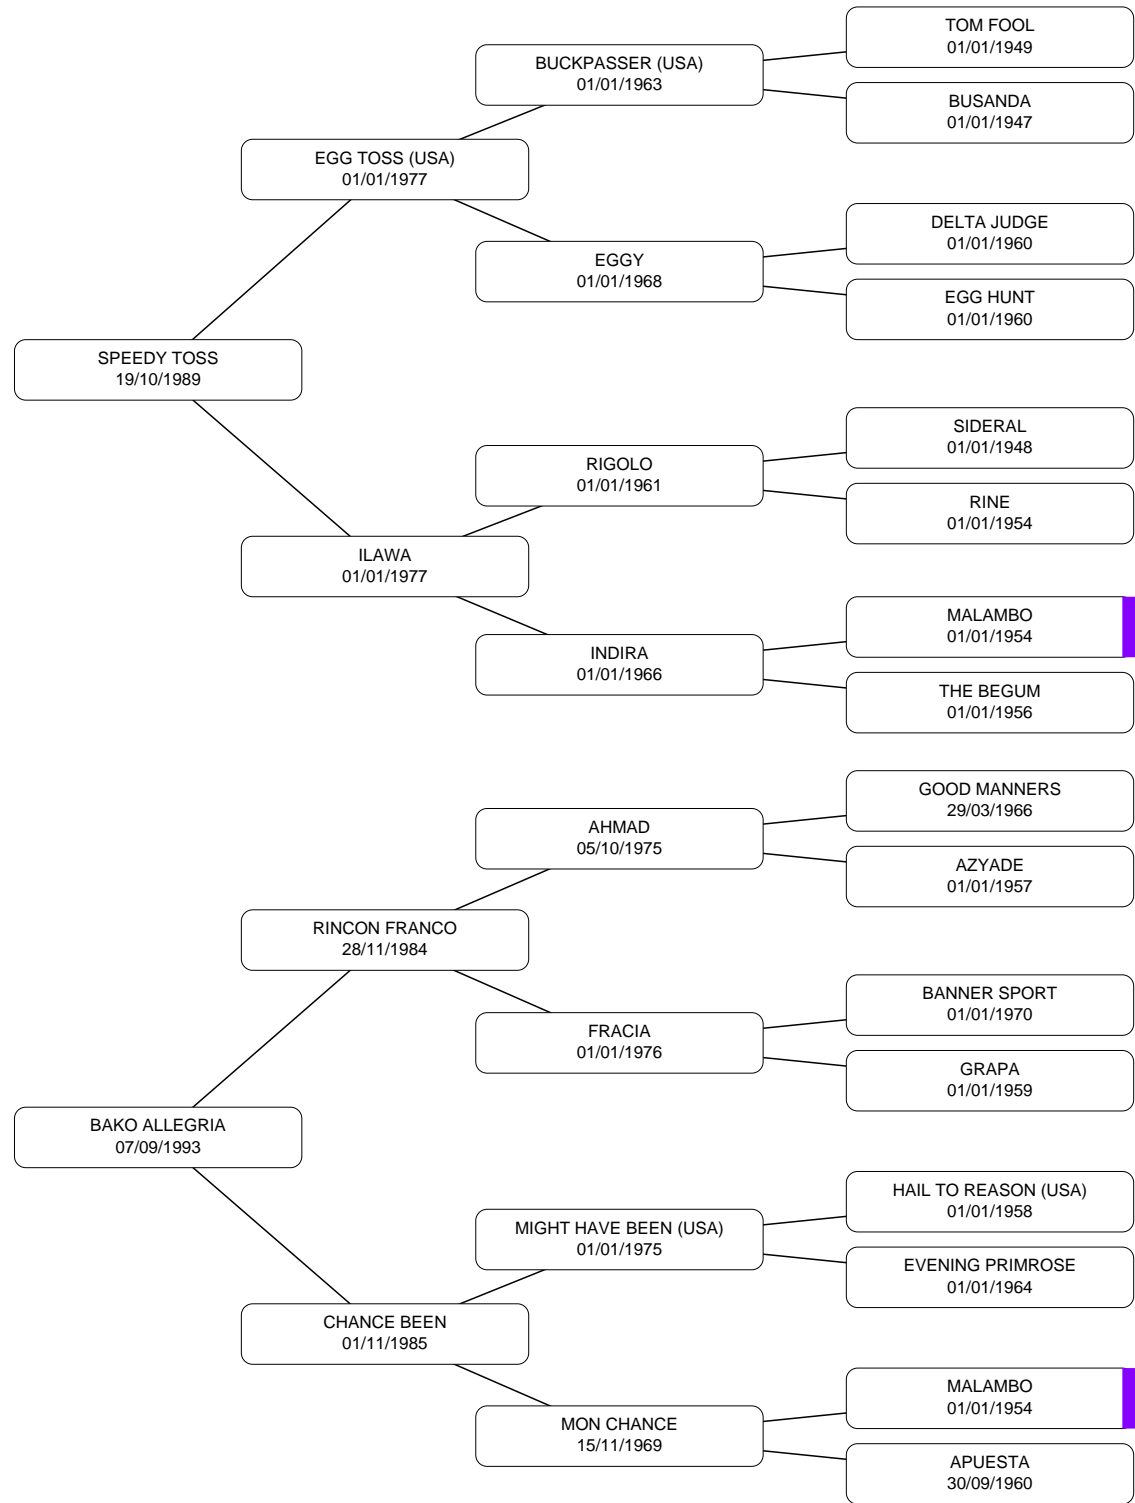 TOM FOOL
01/01/1949
BUCKPASSER (USA)
01/01/1963
BUSANDA
01/01/1947
EGG TOSS (USA)
01/01/1977
DELTA JUDGE
01/01/1960
EGGY
01/01/1968
EGG HUNT
01/01/1960
SPEEDY TOSS
19/10/1989
SIDERAL
01/01/1948
RIGOLO
01/01/1961
RINE
01/01/1954
ILAWA
01/01/1977
MALAMBO
01/01/1954
INDIRA
01/01/1966
THE BEGUM
01/01/1956
GOOD MANNERS
29/03/1966
AHMAD
05/10/1975
AZYADE
01/01/1957
RINCON FRANCO
28/11/1984
BANNER SPORT
01/01/1970
FRACIA
01/01/1976
GRAPA
01/01/1959
BAKO ALLEGRIA
07/09/1993
HAIL TO REASON (USA)
01/01/1958
MIGHT HAVE BEEN (USA)
01/01/1975
EVENING PRIMROSE
01/01/1964
CHANCE BEEN
01/11/1985
MALAMBO
01/01/1954
MON CHANCE
15/11/1969
APUESTA
30/09/1960